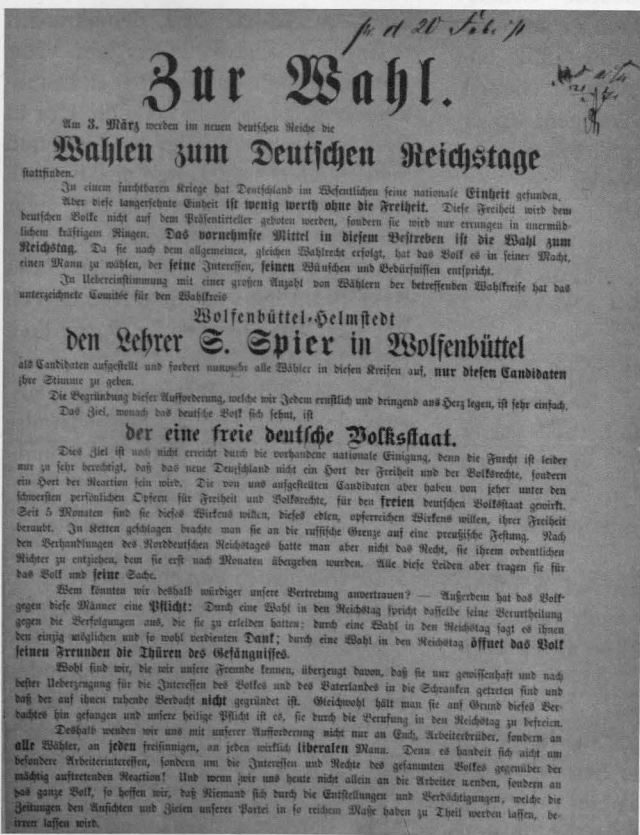 pr. d 20 Feb.
Zur Wahl.
Am 3. März werden im neuen deutschen Reiche die
Wahlen zum Deutschen Reichstage
stattfinden.
In einem furchtbaren Kriege hat Deutschland im Wesentlichen seine nationale Einheit gefunden.
Aber diese langersehnte Einheit ist wenig werth ohne die Freiheit. Diese Freiheit wird dem
deutschen Volke nicht auf dem Präsentirteller geboten werden, sondern sie wird nur errungen in unermüd-
lichem kräftigem Ringen. Das vornehmste Mittel in diesem Bestreben ist die Wahl zum
Reichstag. Da sie nach dem allgemeinen, gleichen Wahlrecht erfolgt, hat das Volk es in seiner Macht,
einen Mann zu wählen, der seine Interessen, seinen Wünschen und Bedürfnissen entspricht.
In Uebereinstimmung mit einer großen Anzahl von Wählern der betreffenden Wahlkreise hat das
unterzeichnete Comitée für den Wahlkreis
Wolfenbüttel-Helmstedt
den Lehrer S. Spier in Wolfenbüttel
als Candidaten aufgestellt und fordert nunmehr alle Wähler in diesen Kreisen auf, nur diesen Candidaten
ihre Stimme zu geben.
Die Begründung dieser Aufforderung, welche wir Jedem ernstlich und dringend ans Herz legen, ist sehr einfach.
Das Ziel, wonach das deutsche Volk sich sehnt, ist
der eine freie deutsche Volksstaat.
Dies Ziel ist noch nicht erreicht durch die vorhandene nationale Einigung, denn die Furcht ist leider
nur zu sehr berechtigt, daß das neue Deutschland nicht ein Hort der Freiheit und der Volksrechte, sondern
ein Hort der Reaction sein wird. Die von uns aufgestellten Candidaten aber haben von jeher unter den
schwersten persönlichen Opfern für Freiheit und Volksrechte, für den freien deutschen Volksstaat gewirkt.
Seit 5 Monaten sind sie dieses Wirkens willen, dieses edlen, opferreichen Wirkens willen, ihrer Freiheit
beraubt. In Ketten geschlagen brachte man sie an die russische Grenze auf eine preußische Festung. Nach
den Verhandlungen des Norddeutschen Reichstages hatte man aber nicht das Recht, sie ihrem ordentlichen
Richter zu entziehen, dem sie erst nach Monaten übergeben wurden. Alle diese Leiden aber tragen sie für
das Volk und seine Sache.
Wem könnten wir deshalb würdiger unsere Vertretung anvertrauen? — Außerdem hat das Volk
gegen diese Männer eine Pflicht: Durch eine Wahl in den Reichstag spricht dasselbe seine Verurtheilung
gegen die Verfolgungen aus, die sie zu erleiden hatten; durch eine Wahl in den Reichstag sagt es ihnen
den einzig möglichen und so wohl verdienten Dank; durch eine Wahl in den Reichstag öffnet das Volk
seinen Freunden die Thüren des Gefängnisses.
Wohl sind wir, die wir unsere Freunde kennen, überzeugt davon, daß sie nur gewissenhaft und nach
bester Ueberzeugung für die Interessen des Volkes und des Vaterlandes in die Schranken getreten sind und
daß der auf ihnen ruhende Verdacht nicht gegründet ist. Gleichwohl hält man sie auf Grund dieses Ver-
dachtes hin gefangen und unsere heilige Pflicht ist es, sie durch die Berufung in den Reichstag zu befreien.
Deshalb wenden wir uns mit unserer Aufforderung nicht nur an Euch, Arbeiterbrüder, sondern an
alle Wähler, an jeden freisinnigen, an jeden wirklich liberalen Mann. Denn es handelt sich nicht um
besondere Arbeiterinteressen, sondern um die Interessen und Rechte des gesammten Volkes gegenüber der
mächtig auftretenden Reaction! Und wenn wir uns heute nicht allein an die Arbeiter wenden, sondern an
das ganze Volk, so hoffen wir, daß Niemand sich durch die Entstellungen und Verdächtigungen, welche die
Zeitungen den Ansichten und Zielen unserer Partei in so reichem Maße haben zu Theil werden lassen, be-
irren lassen wird.